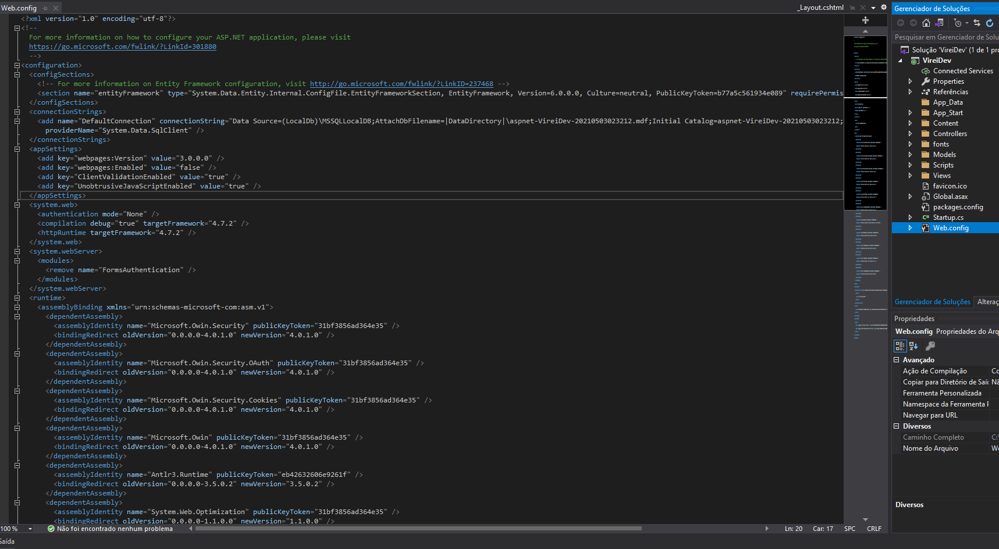 Web.config
_Layout.cshtml
<?xml version="1.0" encoding="utf-8"?>
<!--
For more information on how to configure your ASP.NET application, please visit
https://go.microsoft.com/fwlink/?LinkId=301880
-->
<configuration>
<configSections>
<!-- For more information on Entity Framework configuration, visit http://go.microsoft.com/fwlink/?LinkID=237468 -->
<section name="entityFramework" type="System.Data.Entity.Internal.ConfigFile.EntityFrameworkSection, EntityFramework, Version=6.0.0.0, Culture=neutral, PublicKeyToken=b77a5c561934e089" requirePermis
</configSections>
<connectionStrings>
<add name="DefaultConnection" connectionString="Data Source=(LocalDb)\MSSQLLocalDB;AttachDbFilename=|DataDirectory|\aspnet-VireiDev-20210503023212.mdf;Initial Catalog=aspnet-VireiDev-20210503023212;
providerName="System.Data.SqlClient" />
</connectionStrings>
<appSettings>
<add key="webpages:Version" value="3.0.0.0" />
<add key="webpages:Enabled" value="false" />
<add key="ClientValidationEnabled" value="true" />
<add key="UnobtrusiveJavaScriptEnabled" value="true" />
</appSettings>
<system.web>
<authentication mode="None" />
<compilation debug="true" targetFramework="4.7.2" />
<httpRuntime targetFramework="4.7.2" />
</system.web>
<system.webServer>
<modules>
<remove name="FormsAuthentication" />
</modules>
</system.webServer>
<runtime>
<assemblyBinding xmlns="urn:schemas-microsoft-com:asm.v1">
<dependentAssembly>
<assemblyIdentity name="Microsoft.Owin.Security" publicKeyToken="31bf3856ad364e35" />
<bindingRedirect oldVersion="0.0.0.0-4.0.1.0" newVersion="4.0.1.0" />
</dependentAssembly>
<dependentAssembly>
<assemblyIdentity name="Microsoft.Owin.Security.OAuth" publicKeyToken="31bf3856ad364e35" />
<bindingRedirect oldVersion="0.0.0.0-4.0.1.0" newVersion="4.0.1.0" />
</dependentAssembly>
<dependentAssembly>
<assemblyIdentity name="Microsoft.Owin.Security.Cookies" publicKeyToken="31bf3856ad364e35" />
<bindingRedirect oldVersion="0.0.0.0-4.0.1.0" newVersion="4.0.1.0" />
</dependentAssembly>
<dependentAssembly>
<assemblyIdentity name="Microsoft.Owin" publicKeyToken="31bf3856ad364e35" />
<bindingRedirect oldVersion="0.0.0.0-4.0.1.0" newVersion="4.0.1.0" />
</dependentAssembly>
<dependentAssembly>
<assemblyIdentity name="Antlr3.Runtime" publicKeyToken="eb42632606e9261f" />
<bindingRedirect oldVersion="0.0.0.0-3.5.0.2" newVersion="3.5.0.2" />
</dependentAssembly>
<dependentAssembly>
<assemblyIdentity name="System.Web.Optimization" publicKeyToken="31bf3856ad364e35" />
<bindingRedirect oldVersion="0.0.0.0-1.1.0.0" newVersion="1.1.0.0" />
100 %
Não foi encontrado nenhum problema
Ln: 20 Car: 17 SPC CRLF
Saída
Gerenciador de Soluções
Pesquisar em Gerenciador de Solu
Solução 'VireiDev' (1 de 1 pro
VireiDev
Connected Services
Properties
Referências
App_Data
App_Start
Content
Controllers
fonts
Models
Scripts
Views
favicon.ico
Global.asax
packages.config
C# Startup.cs
Web.config
Gerenciador de Soluções Alteraç
Propriedades
Web.config Propriedades do Arq
Avançado
Ação de Compilação Co
Copiar para Diretório de Saíc Nã
Ferramenta Personalizada
Namespace da Ferramenta F
Navegar para URL
Diversos
Caminho Completo C:\
Nome do Arquivo We
Diversos